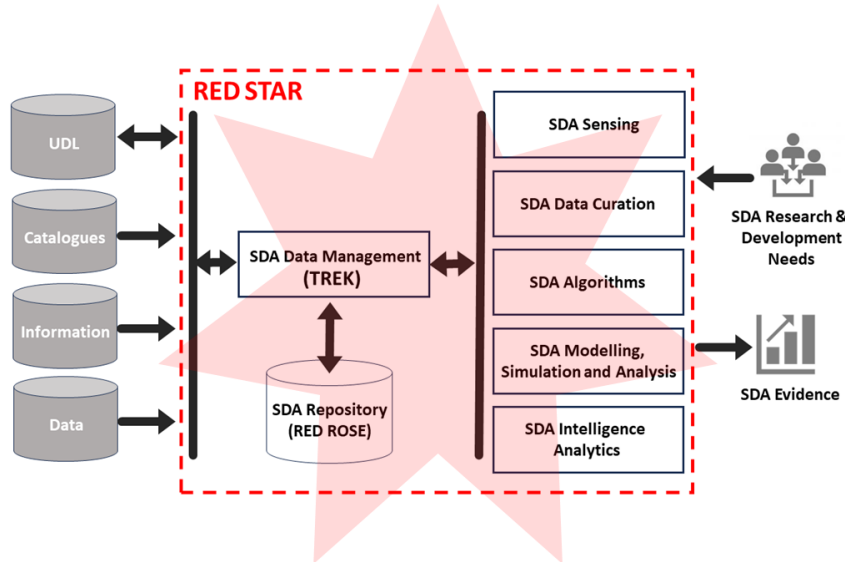 RED STAR
UDL
Catalogues
Information
Data
SDA Data Management
(TREK)
SDA Repository
(RED ROSE)
SDA Sensing
SDA Data Curation
SDA Algorithms
SDA Modelling,
Simulation and Analysis
SDA Intelligence
Analytics
SDA Research &
Development
Needs
SDA Evidence